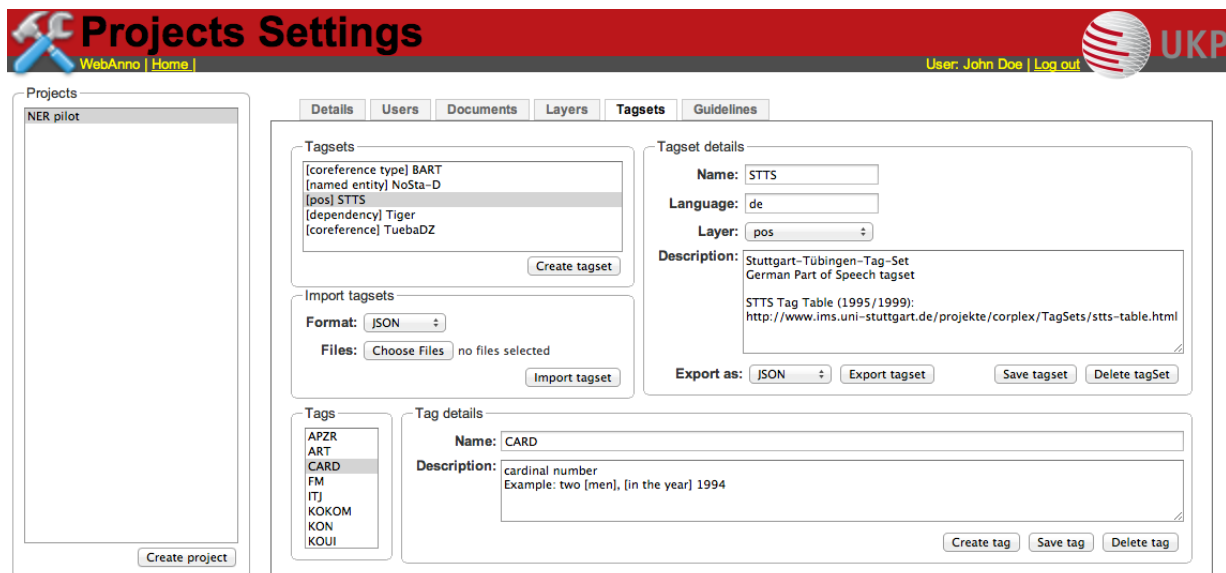 Projects Settings
UKP
WebAnno | Home |
User: John Doe | Log out
Projects
NER pilot
Create project
Details Users Documents Layers Tagsets Guidelines
Tagsets
[coreference type] BART
[named entity] NoSta-D
[pos] STTS
[dependency] Tiger
[coreference] TuebaDZ
Create tagset
Import tagsets
Format: JSON
Files: Choose Files no files selected
Import tagset
Tagset details
Name: STTS
Language: de
Layer: pos
Description: Stuttgart-Tübingen-Tag-Set
German Part of Speech tagset
STTS Tag Table (1995/1999):
http://www.ims.uni-stuttgart.de/projekte/corplex/TagSets/stts-table.html
Export as: JSON Export tagset Save tagset Delete tagSet
Tags
APZR
ART
CARD
FM
ITJ
KOKOM
KON
KOUI
Tag details
Name: CARD
Description: cardinal number
Example: two [men], [in the year] 1994
Create tag Save tag Delete tag